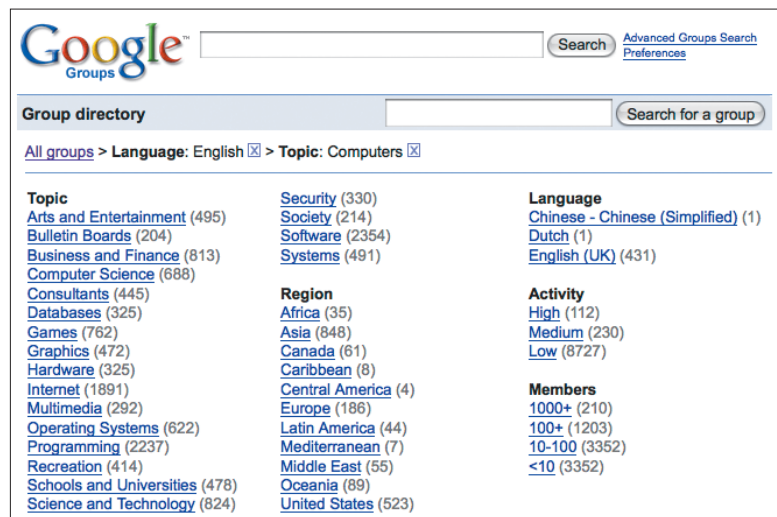 Google™
Groups
Search
Advanced Groups Search
Preferences
Group directory
Search for a group
All groups > Language: English X > Topic: Computers X
Topic
Arts and Entertainment (495)
Bulletin Boards (204)
Business and Finance (813)
Computer Science (688)
Consultants (445)
Databases (325)
Games (762)
Graphics (472)
Hardware (325)
Internet (1891)
Multimedia (292)
Operating Systems (622)
Programming (2237)
Recreation (414)
Schools and Universities (478)
Science and Technology (824)
Security (330)
Society (214)
Software (2354)
Systems (491)
Region
Africa (35)
Asia (848)
Canada (61)
Caribbean (8)
Central America (4)
Europe (186)
Latin America (44)
Mediterranean (7)
Middle East (55)
Oceania (89)
United States (523)
Language
Chinese - Chinese (Simplified) (1)
Dutch (1)
English (UK) (431)
Activity
High (112)
Medium (230)
Low (8727)
Members
1000+ (210)
100+ (1203)
10-100 (3352)
<10 (3352)